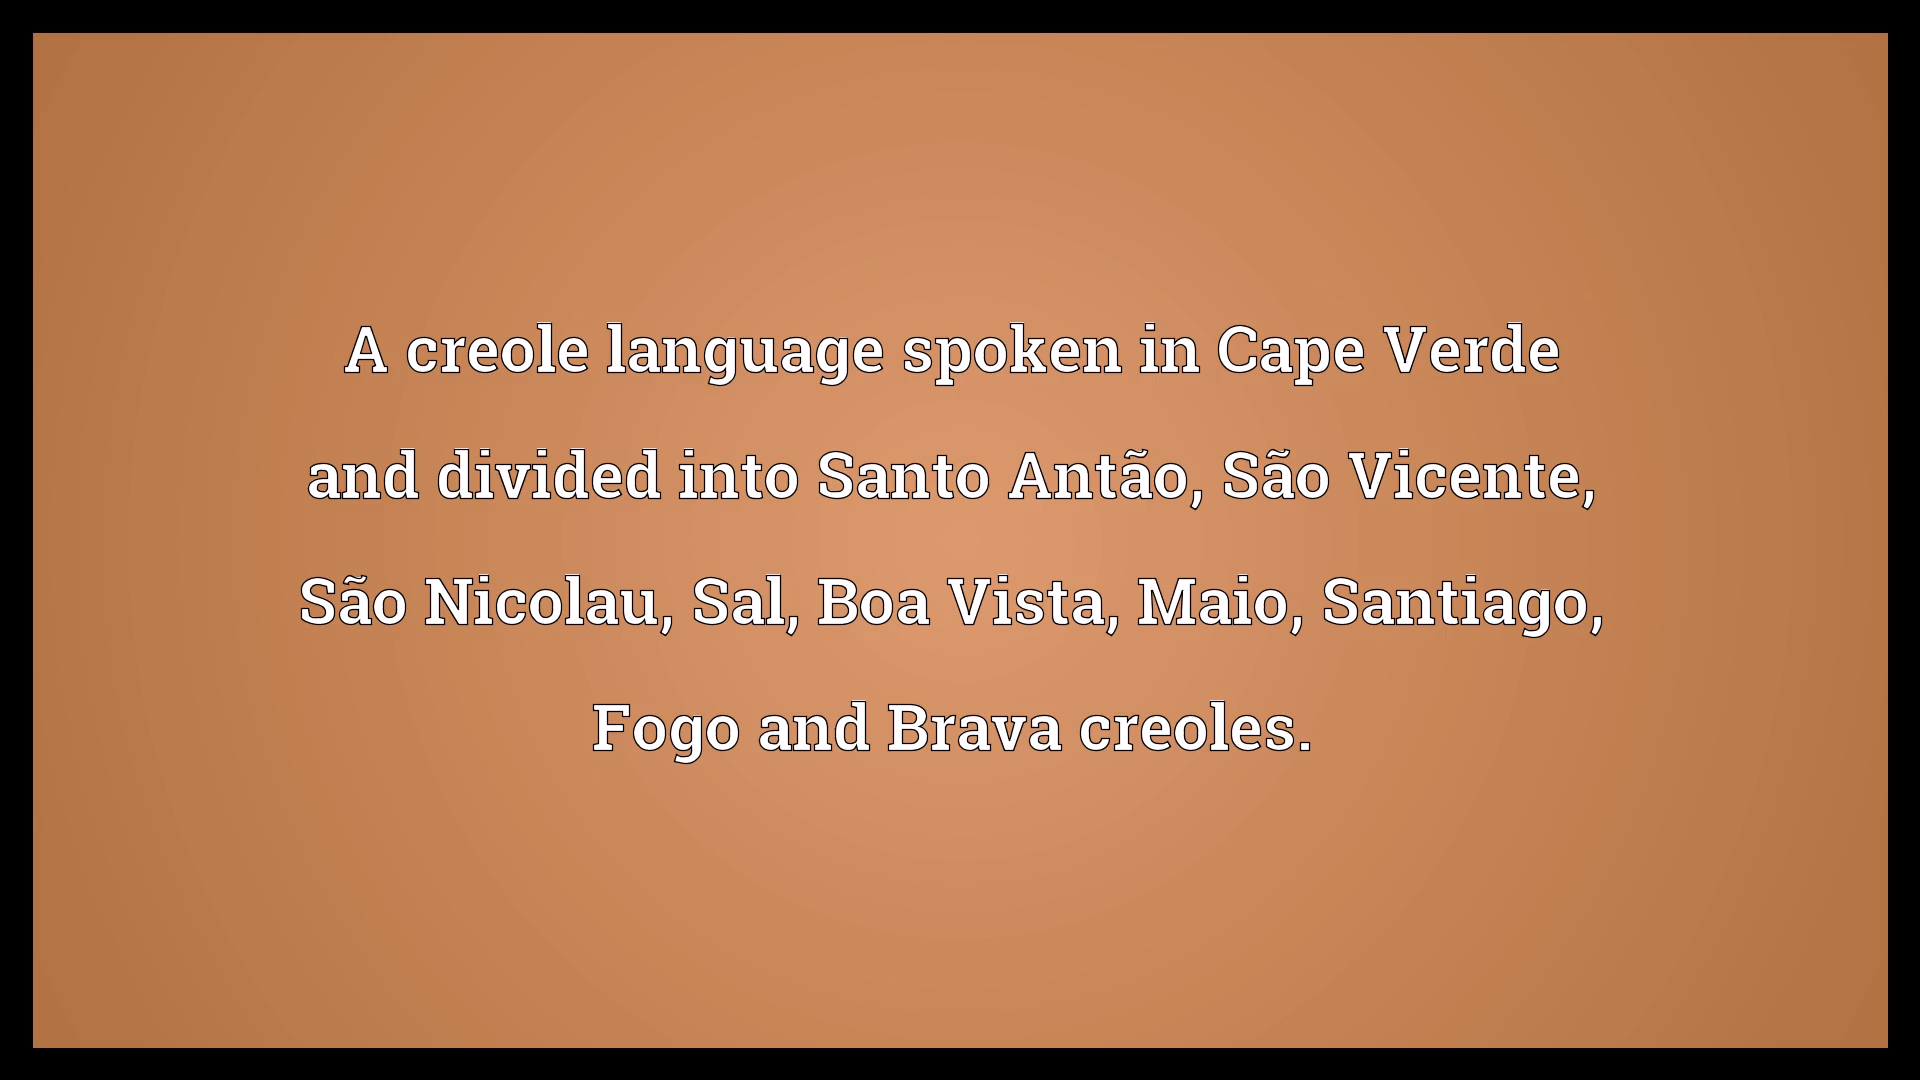 A creole language spoken in Cape Verde
and divided into Santo Antão, São Vicente,
São Nicolau, Sal, Boa Vista, Maio, Santiago,
Fogo and Brava creoles.